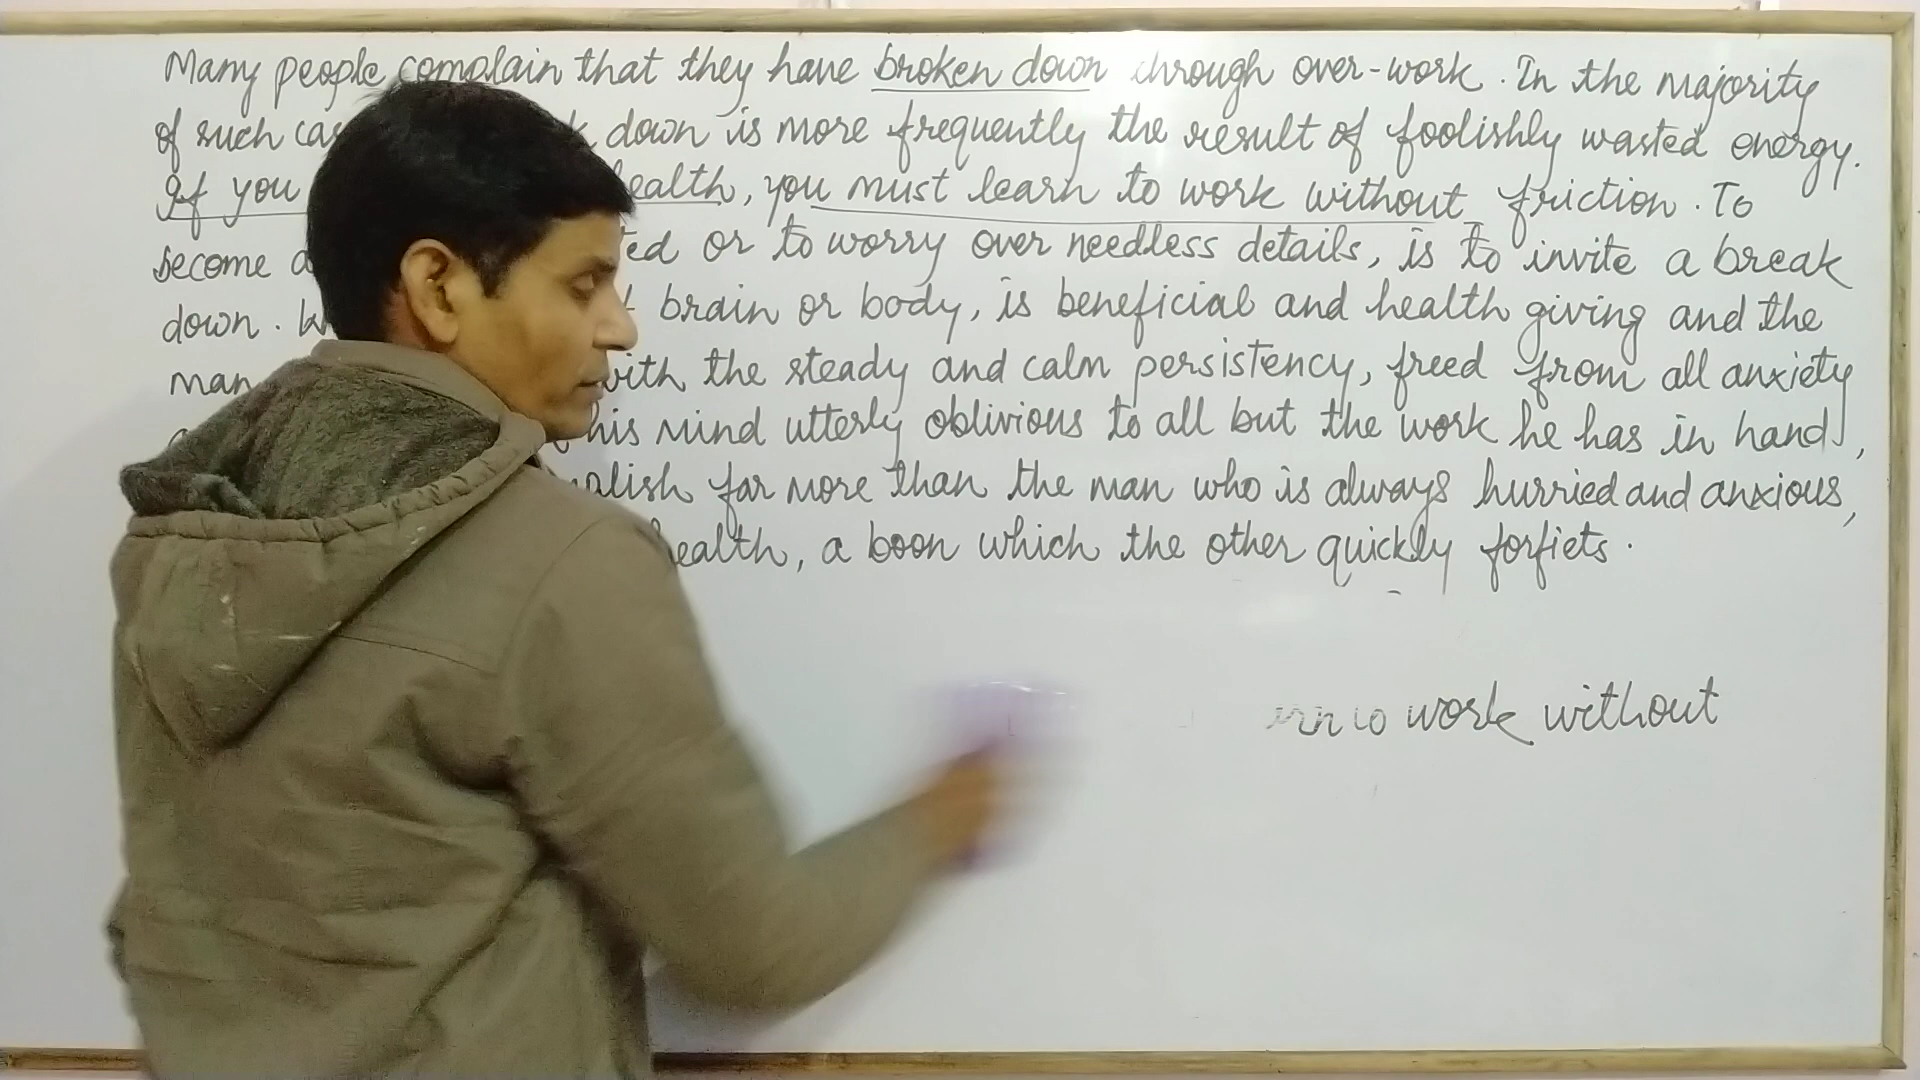 Many people complain that they have broken down through over-work. In the majority
of such down is more frequently the result of foolishly wasted energy.
If you health, you must learn to work without friction. To
become or to worry over needless details, is to invite a break
down. brain or body, is beneficial and health giving and the
man with the steady and calm persistency, freed from all anxiety
his mind utterly oblivious to all but the work he has in hand,
far more than the man who is always hurried and anxious,
health, a boon which the other quickly forfiets.
work without